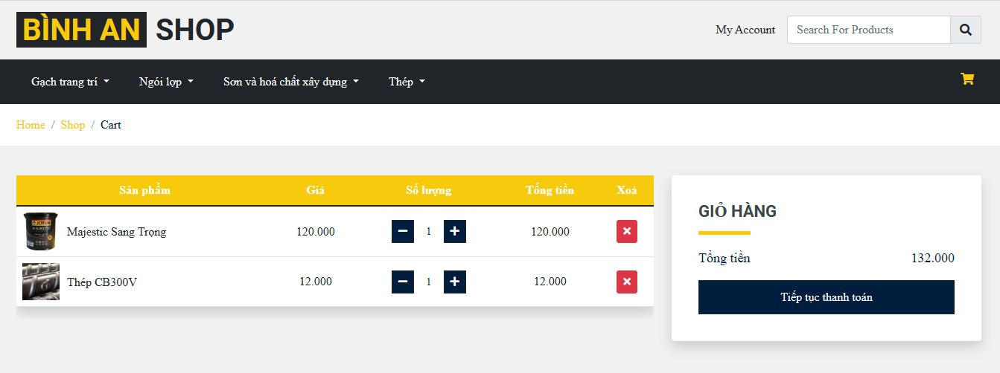 BÌNH AN SHOP
My Account
Search For Products
Gạch trang trí
Ngói lợp
Sơn và hoá chất xây dựng
Thép
Home / Shop / Cart
Sản phẩm Giá Số lượng Tổng tiền Xoá
JOTUN
MAJESTIC
Majestic Sang Trọng 120.000 1 120.000
Thép CB300V 12.000 1 12.000
GIỎ HÀNG
Tổng tiền 132.000
Tiếp tục thanh toán